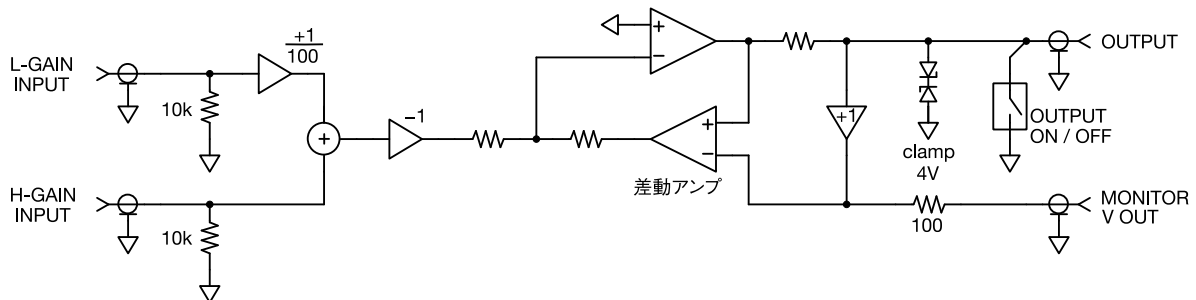 L-GAIN
INPUT
+1
100
10k
+
−1
H-GAIN
INPUT
10k
+
−
+
−
差動アンプ
+1
clamp
4V
OUTPUT
OUTPUT
ON / OFF
100
MONITOR
V OUT